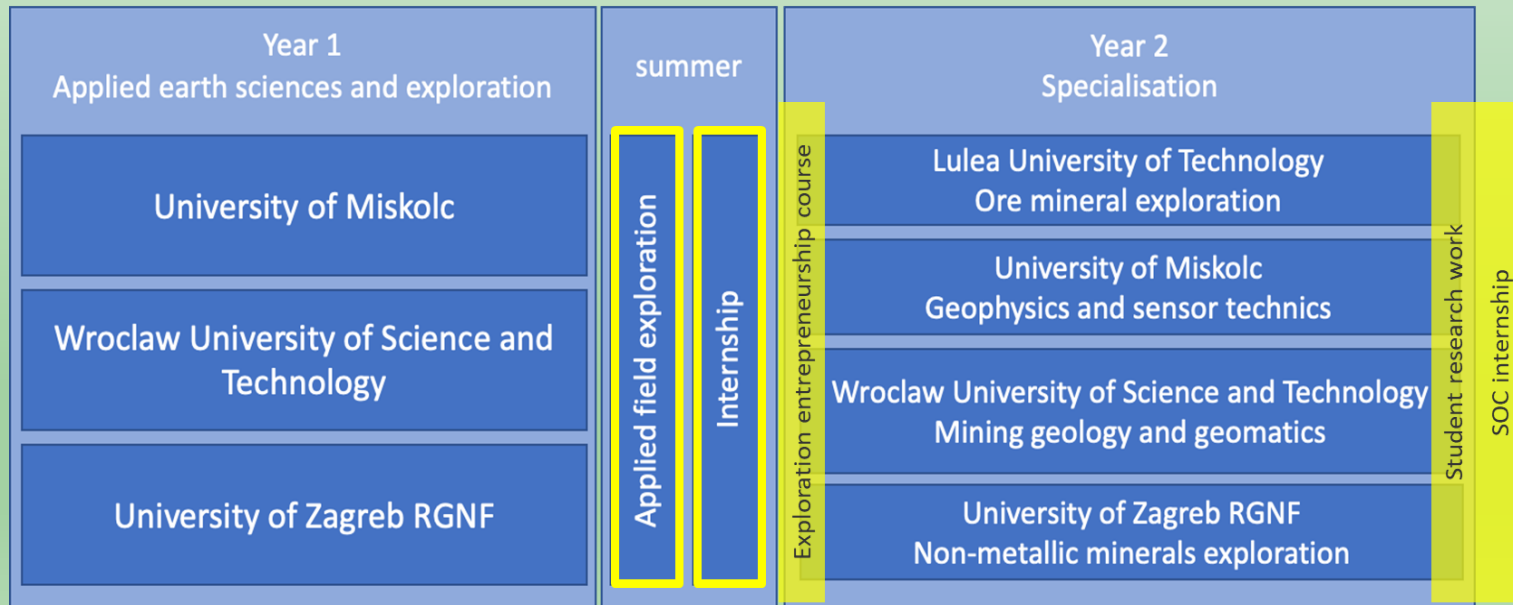 Year 1
Applied earth sciences and exploration
University of Miskolc
Wroclaw University of Science and
Technology
University of Zagreb RGNF
summer
Applied field exploration
Internship
Exploration entrepreneurship course
Year 2
Specialisation
Lulea University of Technology
Ore mineral exploration
University of Miskolc
Geophysics and sensor technics
Wroclaw University of Science and Technology
Mining geology and geomatics
University of Zagreb RGNF
Non-metallic minerals exploration
Student research work
SOC internship